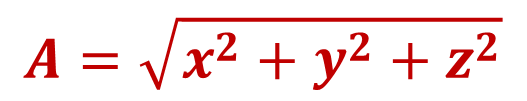 A = √(x² + y² + z²)